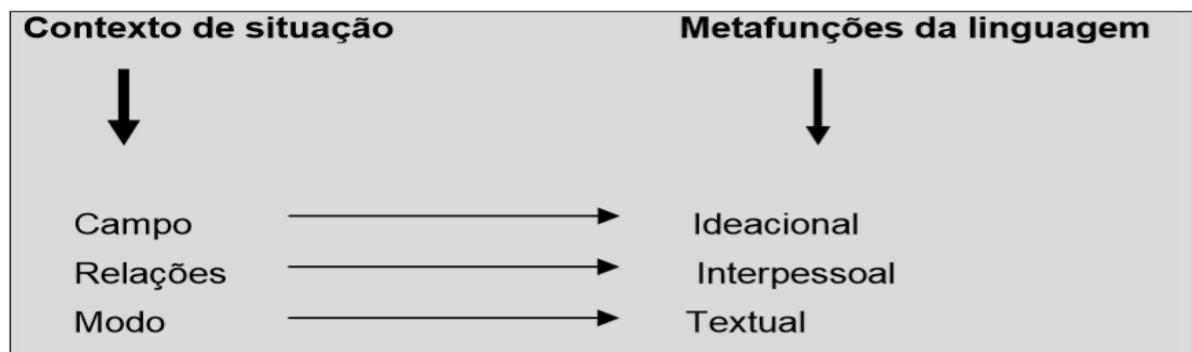 Contexto de situação Metafunções da linguagem
Campo Ideacional
Relações Interpessoal
Modo Textual